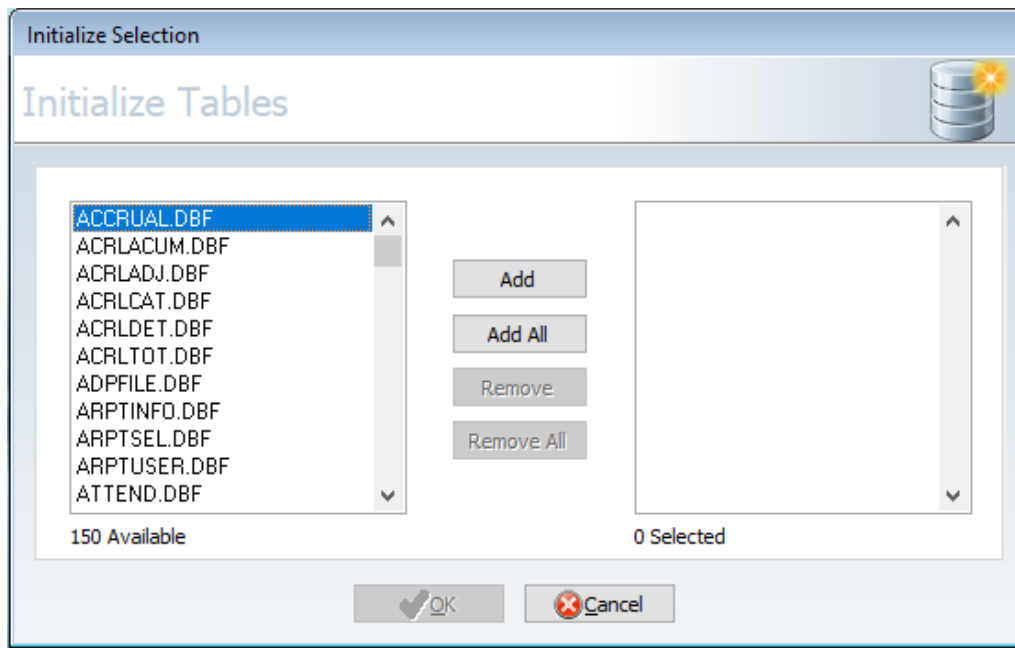 Initialize Selection
Initialize Tables
ACCRUAL.DBF
ACRLACUM.DBF
ACRLADJ.DBF
ACRLCAT.DBF
ACRLDET.DBF
ACRLTOT.DBF
ADPFILE.DBF
ARPTINFO.DBF
ARPTSEL.DBF
ARPTUSER.DBF
ATTEND.DBF
150 Available
Add
Add All
Remove
Remove All
0 Selected
OK
Cancel